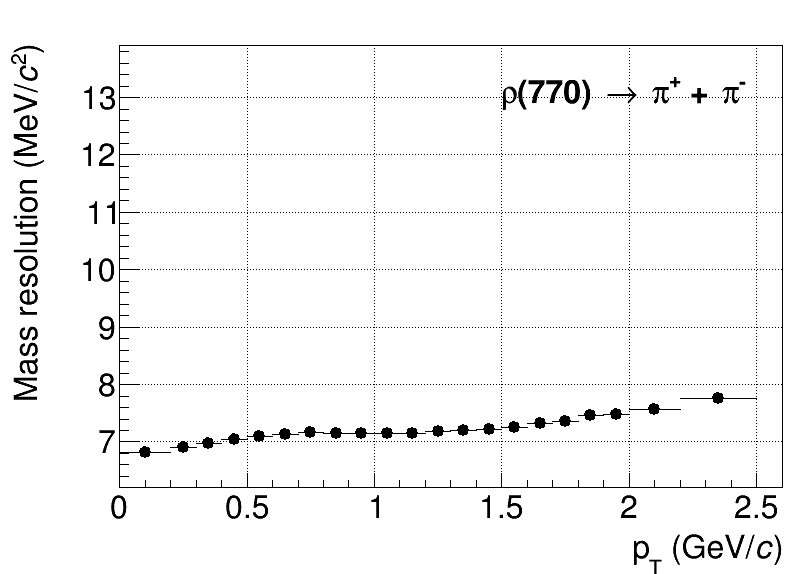 Mass resolution (MeV/c²)
ρ(770) → π⁺ + π⁻
13
12
11
10
9
8
7
0 0.5 1 1.5 2 2.5
p_T (GeV/c)